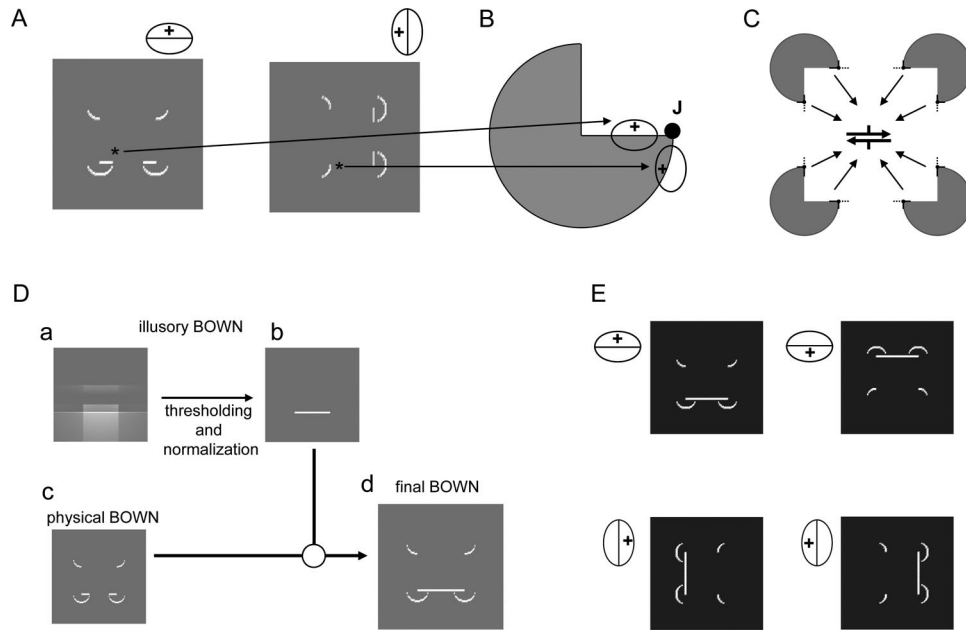 A
B
C
+
+
*
*
+
+
J
D
E
a
illusory BOWN
b
thresholding
and
normalization
c
physical BOWN
d
final BOWN
+
+
+
+